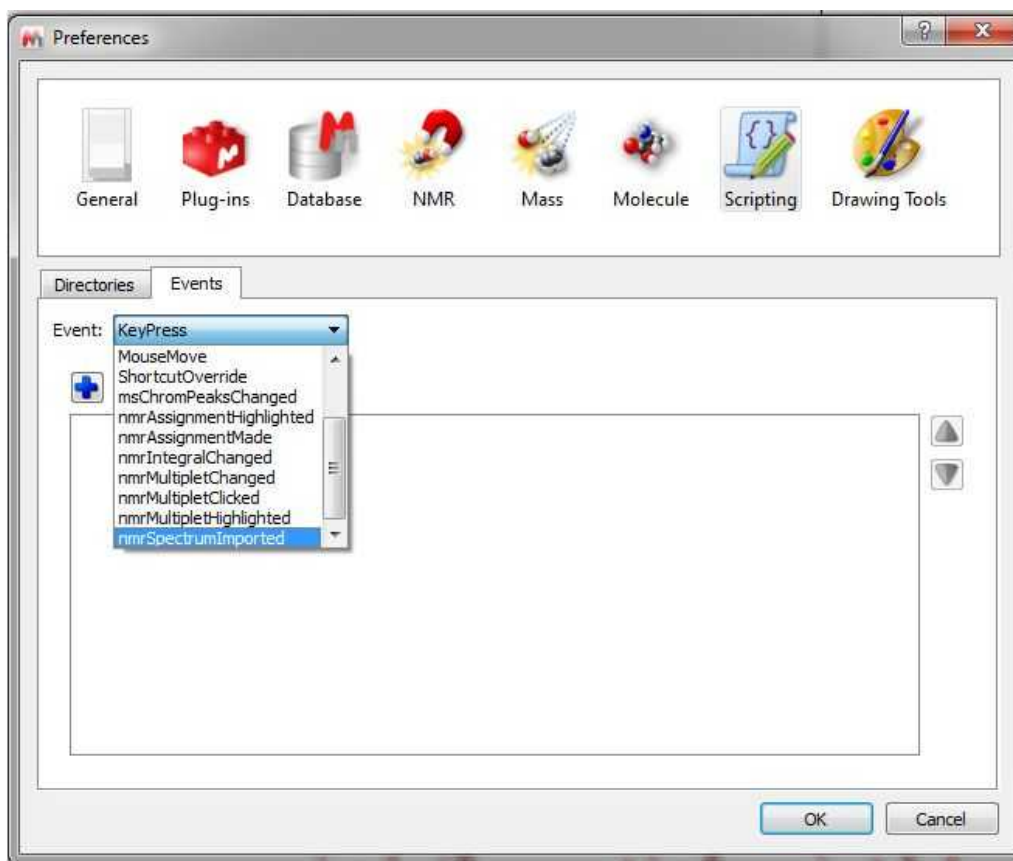 Preferences
General Plug-ins Database NMR Mass Molecule Scripting Drawing Tools
Directories Events
Event: KeyPress
MouseMove
ShortcutOverride
msChromPeaksChanged
nmrAssignmentHighlighted
nmrAssignmentMade
nmrIntegralChanged
nmrMultipletChanged
nmrMultipletClicked
nmrMultipletHighlighted
nmrSpectrumImported
OK Cancel